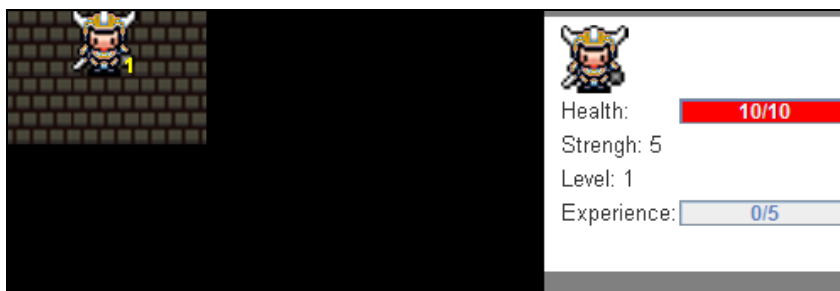 1
Health: 10/10
Strengh: 5
Level: 1
Experience: 0/5